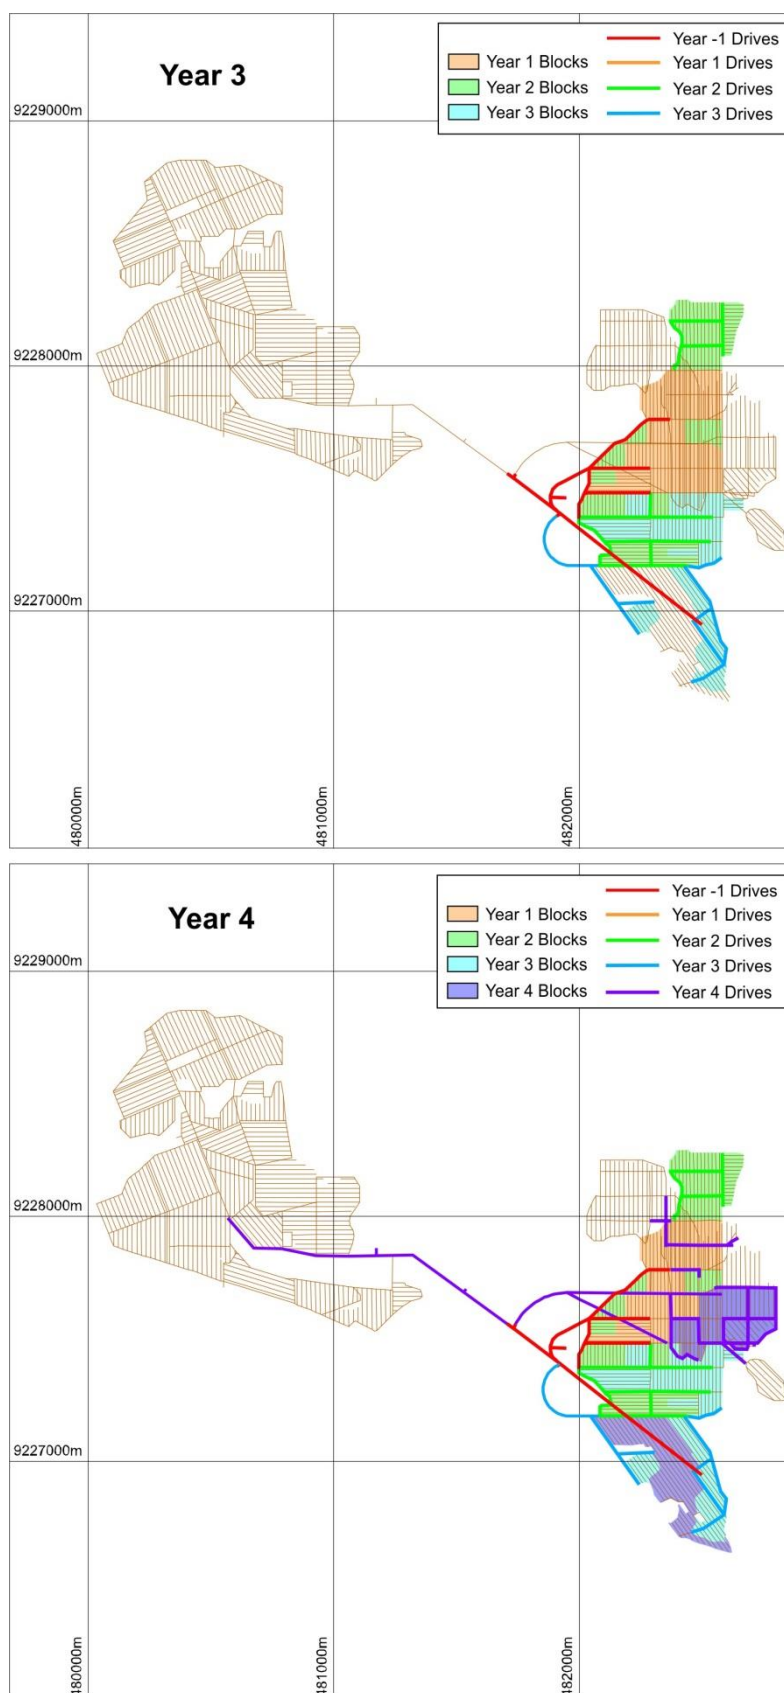 Year 3
Year 1 Blocks
Year 2 Blocks
Year 3 Blocks
Year -1 Drives
Year 1 Drives
Year 2 Drives
Year 3 Drives
9229000m
9228000m
9227000m
480000m
481000m
482000m
Year 4
Year 1 Blocks
Year 2 Blocks
Year 3 Blocks
Year 4 Blocks
Year -1 Drives
Year 1 Drives
Year 2 Drives
Year 3 Drives
Year 4 Drives
9229000m
9228000m
9227000m
480000m
481000m
482000m